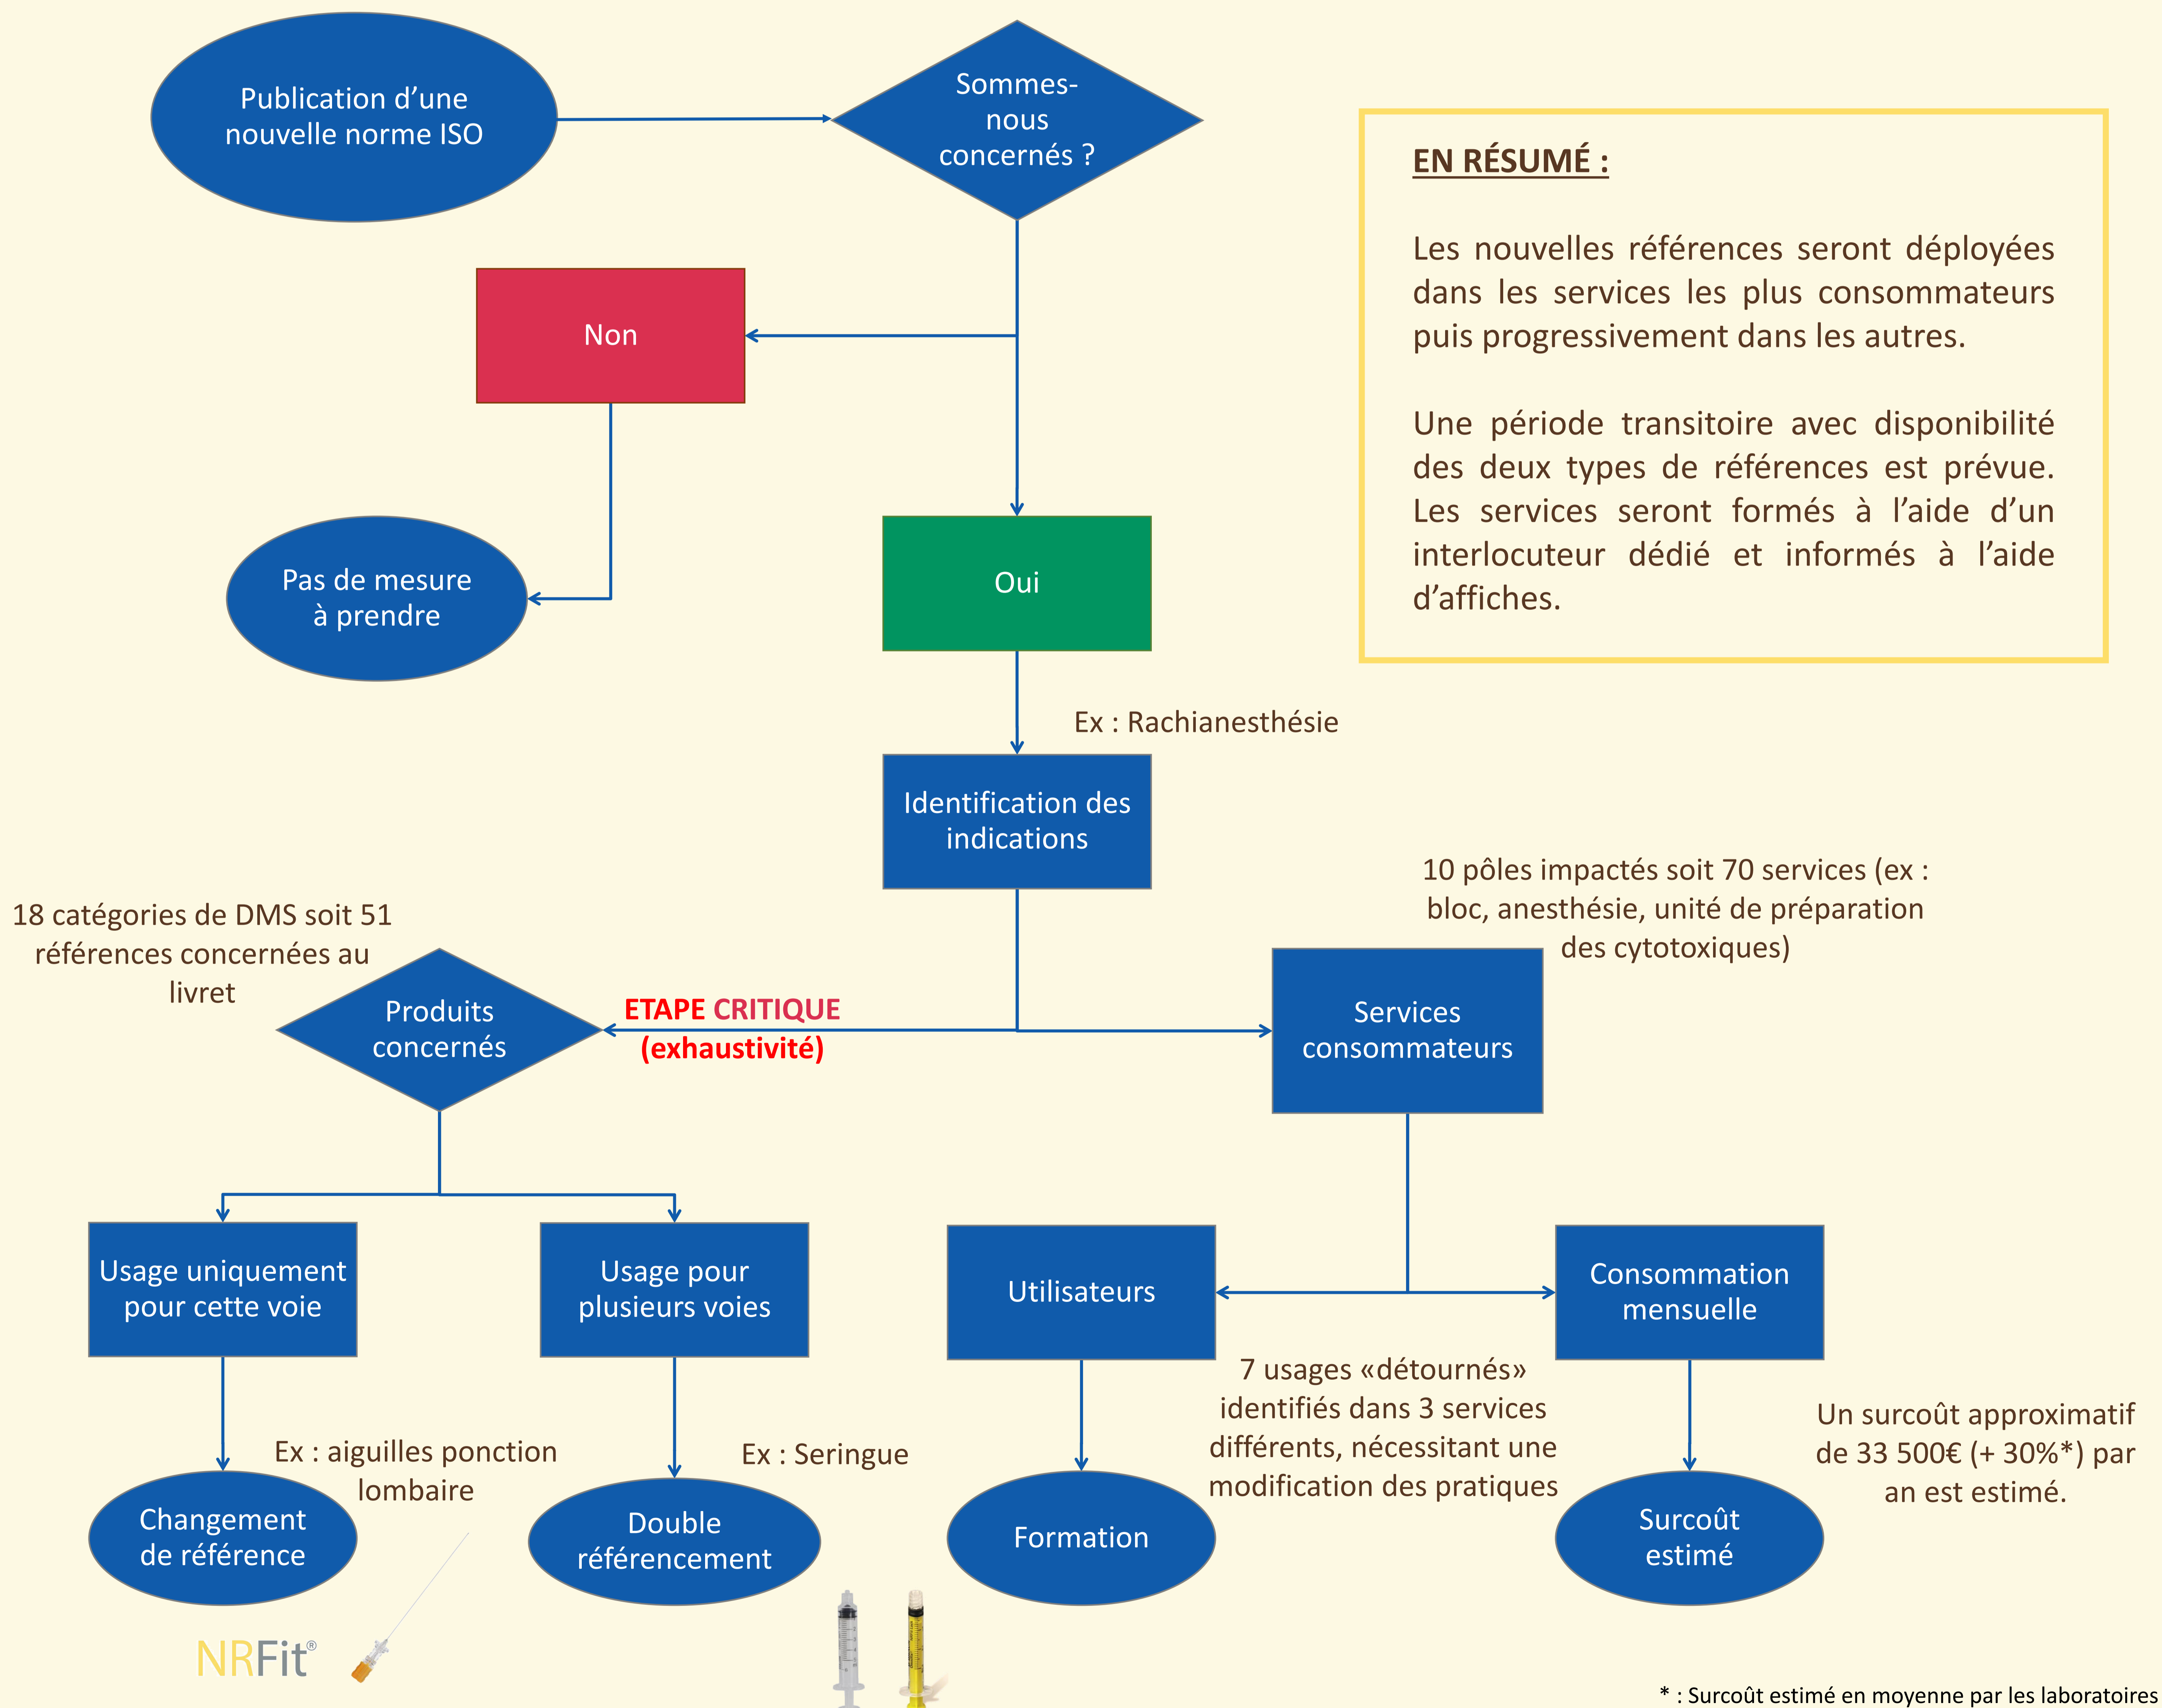 Publication d’une
nouvelle norme ISO
Sommes-
nous
concernés ?
EN RÉSUMÉ :
Les nouvelles références seront déployées
dans les services les plus consommateurs
puis progressivement dans les autres.
Une période transitoire avec disponibilité
des deux types de références est prévue.
Les services seront formés à l’aide d’un
interlocuteur dédié et informés à l’aide
d’affiches.
Non
Pas de mesure
à prendre
Oui
Ex : Rachianesthésie
Identification des
indications
18 catégories de DMS soit 51
références concernées au
livret
Produits
concernés
ETAPE CRITIQUE
(exhaustivité)
10 pôles impactés soit 70 services (ex :
bloc, anesthésie, unité de préparation
des cytotoxiques)
Services
consommateurs
Usage uniquement
pour cette voie
Usage pour
plusieurs voies
Utilisateurs
Consommation
mensuelle
Ex : aiguilles ponction
lombaire
Ex : Seringue
7 usages «détournés»
identifiés dans 3 services
différents, nécessitant une
modification des pratiques
Un surcoût approximatif
de 33 500€ (+ 30%*) par
an est estimé.
Changement
de référence
Double
référencement
Formation
Surcoût
estimé
NRFit®
* : Surcoût estimé en moyenne par les laboratoires